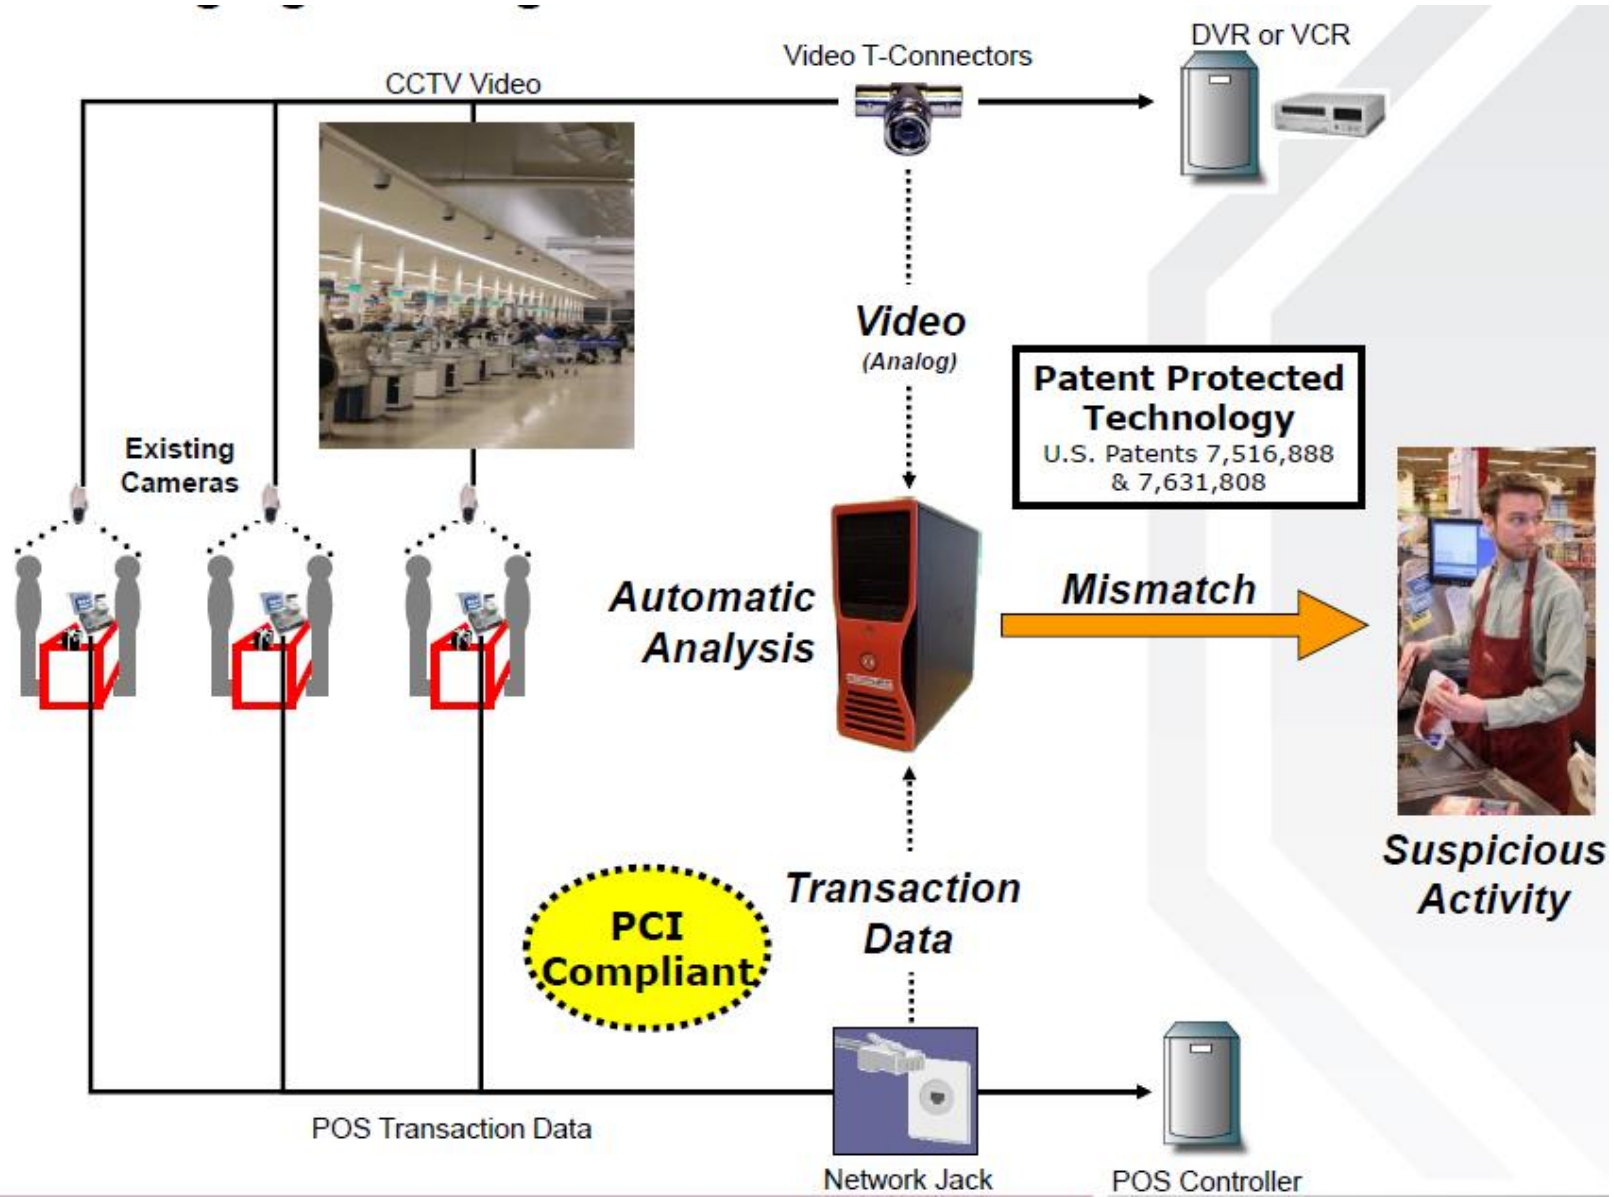 DVR or VCR
Video T-Connectors
CCTV Video
Video
(Analog)
Patent Protected
Technology
U.S. Patents 7,516,888
& 7,631,808
Existing
Cameras
Automatic
Analysis
Mismatch
Suspicious
Activity
PCI
Compliant
Transaction
Data
POS Transaction Data
Network Jack
POS Controller